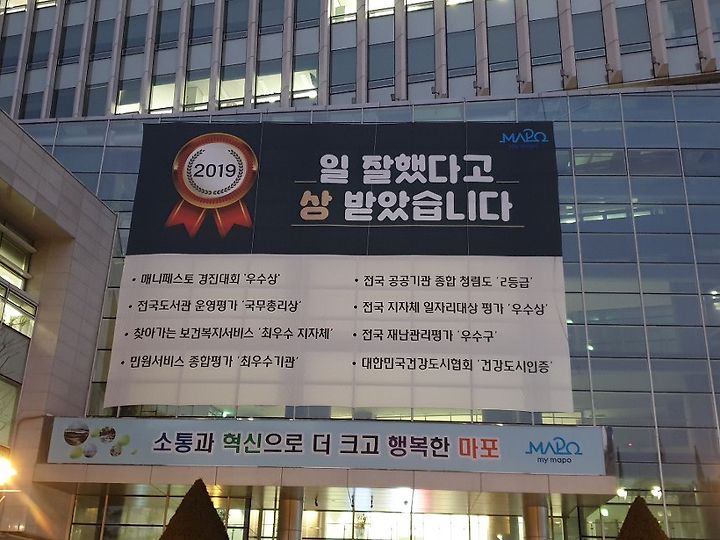 MAPO
my mapo
2019
일 잘했다고
상 받았습니다
• 매니페스토 경진대회 '우수상'
• 전국도서관 운영평가 '국무총리상'
• 찾아가는 보건복지서비스 '최우수 지자체'
• 민원서비스 종합평가 '최우수기관'
• 전국 공공기관 종합 청렴도 '2등급'
• 전국 지자체 일자리대상 평가 '우수상'
• 전국 재난관리평가 '우수구'
• 대한민국건강도시협회 '건강도시인증'
소통과 혁신으로 더 크고 행복한 마포
MAPO
my mapo